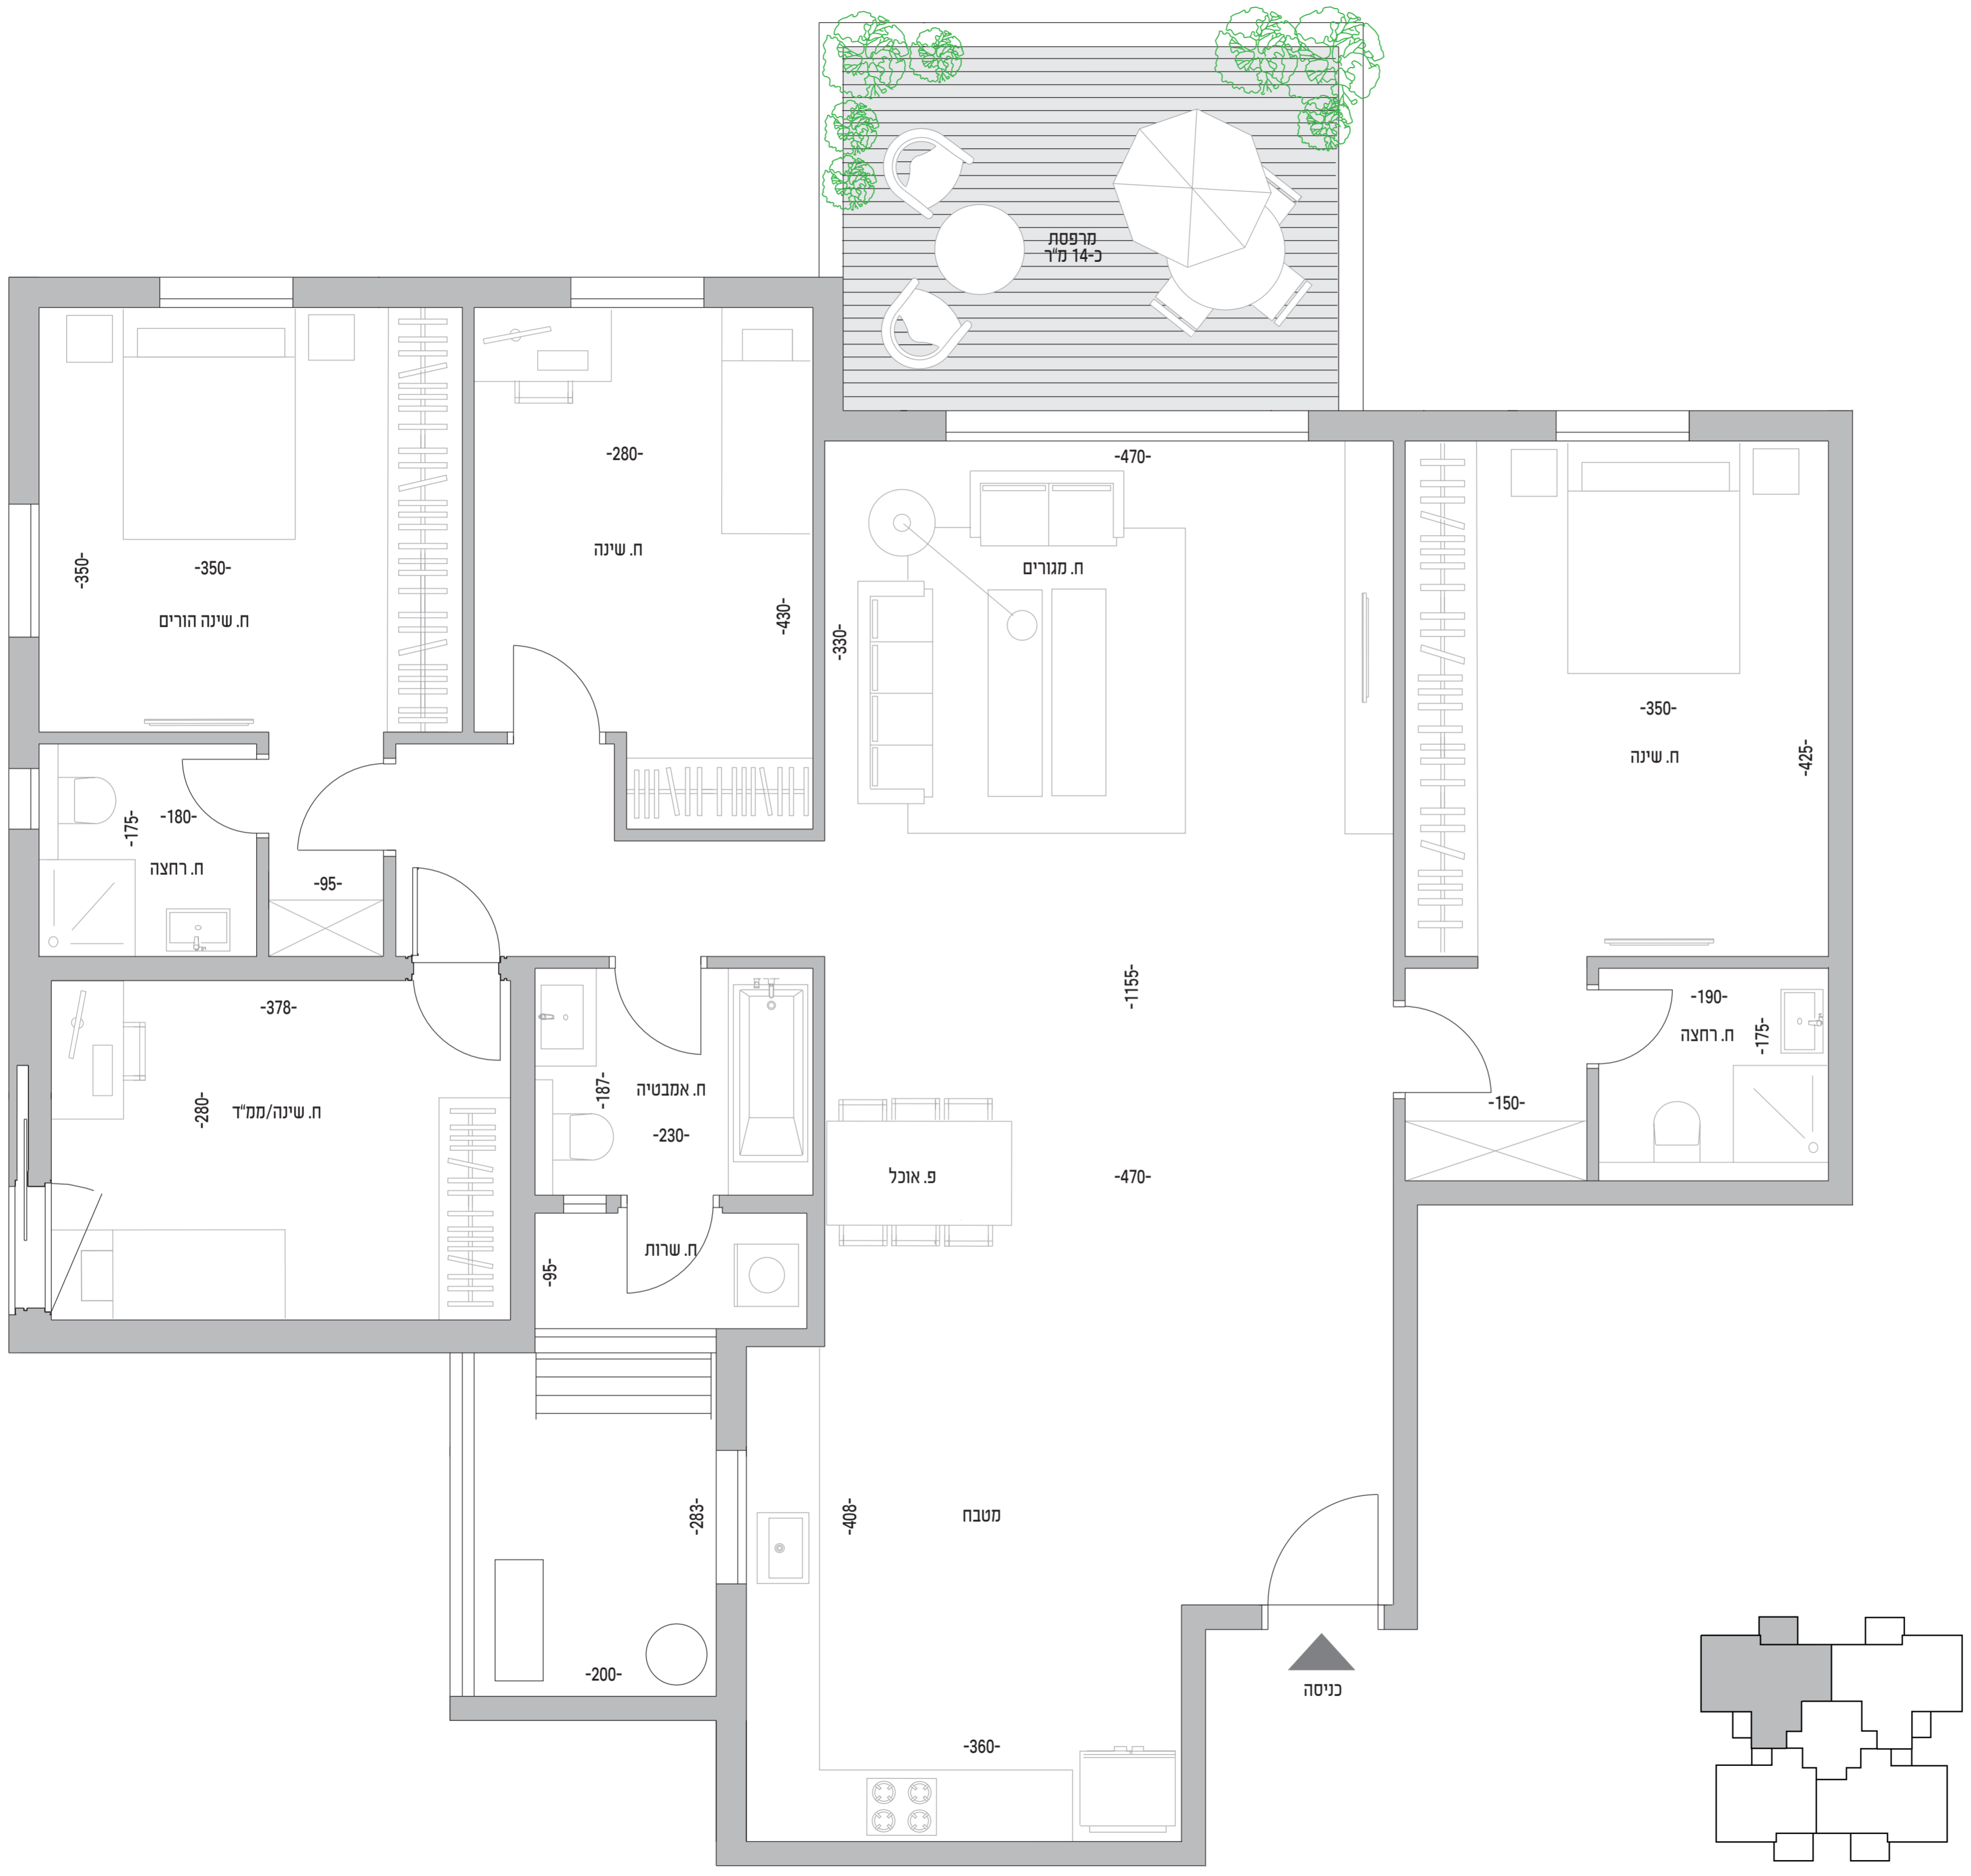 מרפסת
כ-14 מ"ר
-280-
-470-
ח. שינה
-350-
-350-
ח. מגורים
ח. שינה הורים
-430-
-330-
-350-
ח. שינה
-425-
-180-
-175-
ח. רחצה
-95-
-1155-
-378-
-190-
ח. רחצה
-175-
ח. אמבטיה
-187-
-280-
ח. שינה/ממ"ד
-150-
-230-
פ. אוכל
-470-
ח. שרות
-95-
-283-
-408-
מטבח
-200-
כניסה
-360-